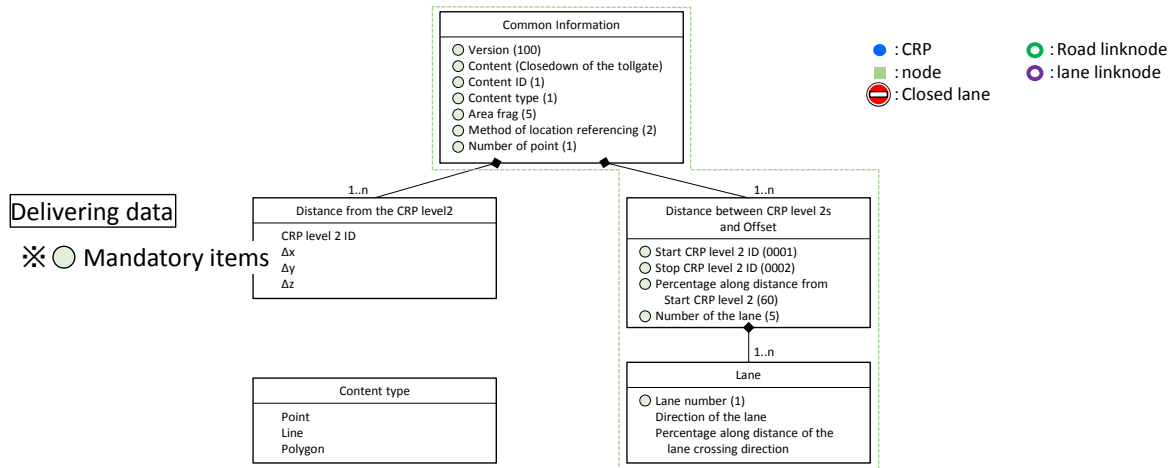 Common Information
Version (100)
Content (Closedown of the tollgate)
Content ID (1)
Content type (1)
Area frag (5)
Method of location referencing (2)
Number of point (1)
: CRP
: Road linknode
: node
: lane linknode
: Closed lane
1..n
1..n
Delivering data
※ Mandatory items
Distance from the CRP level2
CRP level 2 ID
Δx
Δy
Δz
Distance between CRP level 2s
and Offset
Start CRP level 2 ID (0001)
Stop CRP level 2 ID (0002)
Percentage along distance from
Start CRP level 2 (60)
Number of the lane (5)
1..n
Content type
Point
Line
Polygon
Lane
Lane number (1)
Direction of the lane
Percentage along distance of the
lane crossing direction